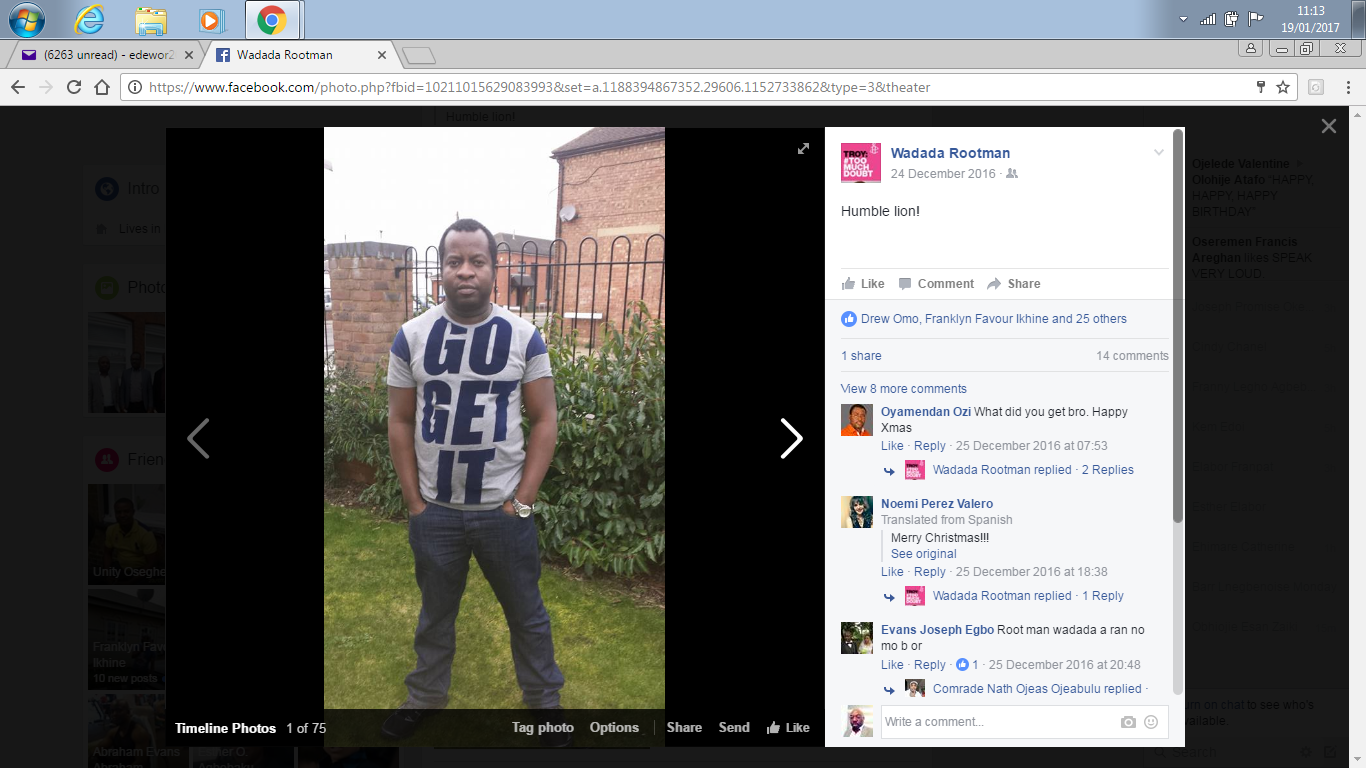 11:13
19/01/2017
(6263 unread) - edewor2
Wadada Rootman
https://www.facebook.com/photo.php?fbid=10211015629083993&set=a.1188394867352.29606.1152733862&type=3&theater
Humble lion!
Intro
Lives in
Photo
Frien
Unity Oseghe
Franklyn Favo
Ikhine
10 new posts
Abraham Evans
Abraham
GO
GET
IT
Timeline Photos 1 of 75
Tag photo Options Share Send Like
TROY:
#TOO
MUCH
DOUBT
Wadada Rootman
24 December 2016
Humble lion!
Like Comment Share
Drew Omo, Franklyn Favour Ikhine and 25 others
1 share 14 comments
View 8 more comments
Oyamendan Ozi What did you get bro. Happy
Xmas
Like · Reply · 25 December 2016 at 07:53
Wadada Rootman replied · 2 Replies
Noemi Perez Valero
Translated from Spanish
Merry Christmas!!!
See original
Like · Reply · 25 December 2016 at 18:38
Wadada Rootman replied · 1 Reply
Evans Joseph Egbo Root man wadada a ran no
mo b or
Like · Reply · 1 · 25 December 2016 at 20:48
Comrade Nath Ojeas Ojeabulu replied ·
Write a comment...
Ojelede Valentine
Olohije Atafo "HAPPY,
HAPPY, HAPPY
BIRTHDAY"
Oseremen Francis
Areghan likes SPEAK
VERY LOUD.
urn on chat to see who's
vailable.
Search